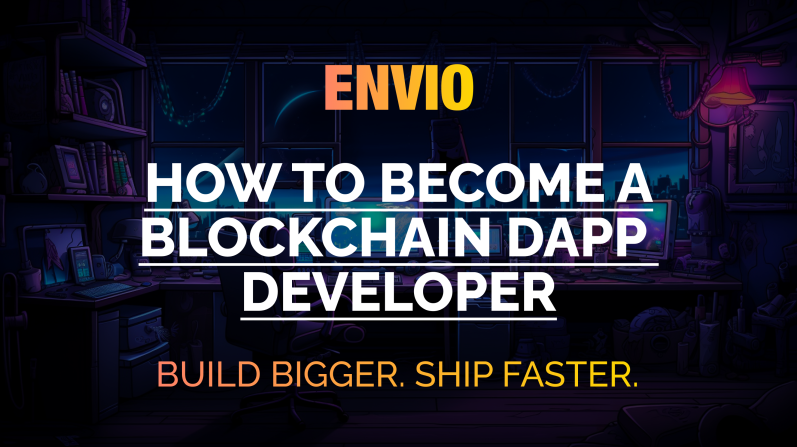 ENVIO
HOW TO BECOME A
BLOCKCHAIN DAPP
DEVELOPER
BUILD BIGGER. SHIP FASTER.